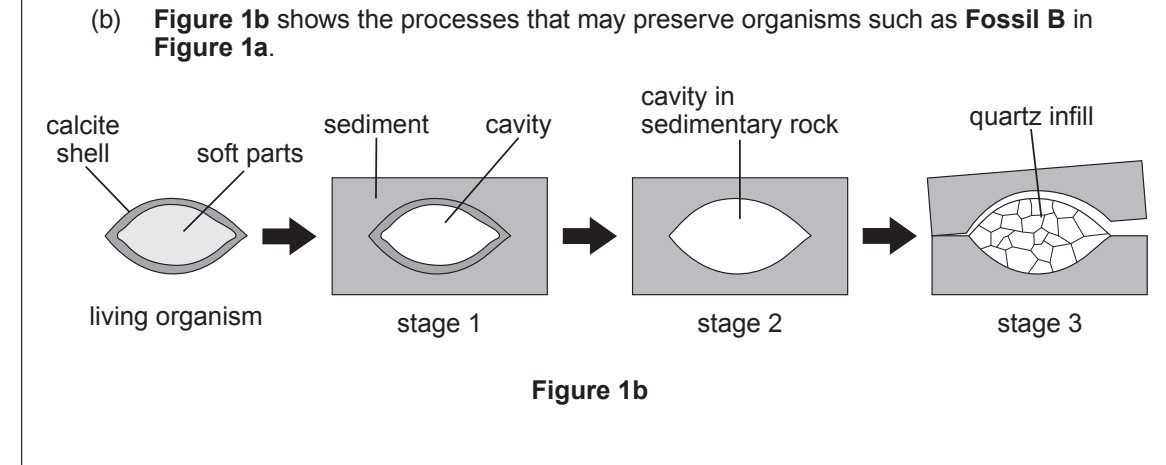 (b) Figure 1b shows the processes that may preserve organisms such as Fossil B in
Figure 1a.
calcite
shell
soft parts
sediment
cavity
cavity in
sedimentary rock
quartz infill
living organism
stage 1
stage 2
stage 3
Figure 1b